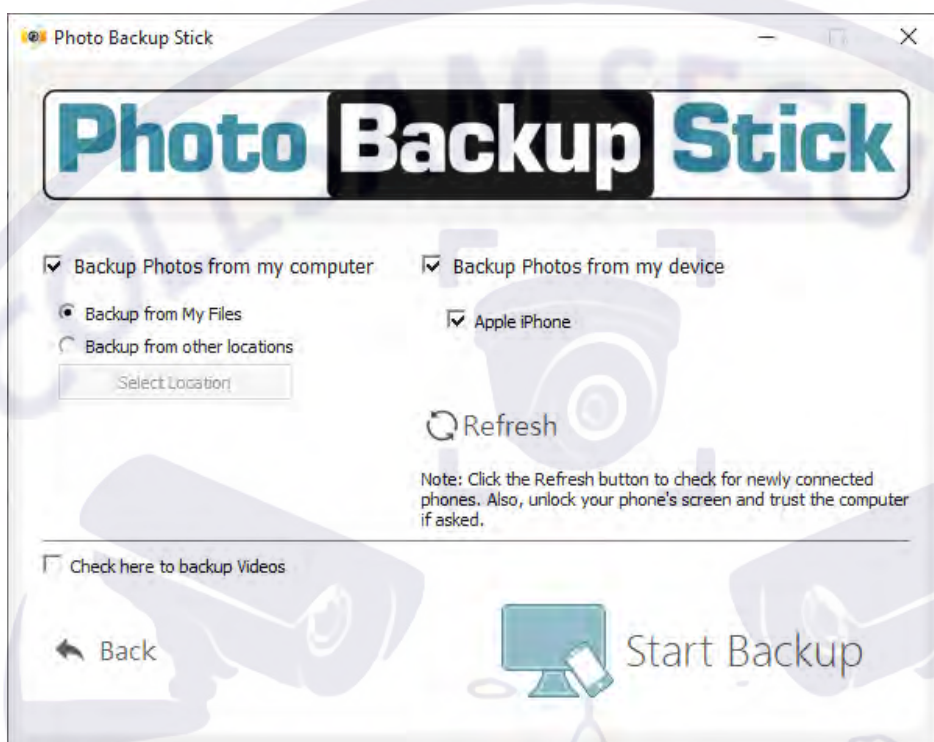 Photo Backup Stick
Photo Backup Stick
Backup Photos from my computer
Backup from My Files
Backup from other locations
Select Location
Backup Photos from my device
Apple iPhone
Refresh
Note: Click the Refresh button to check for newly connected
phones. Also, unlock your phone's screen and trust the computer
if asked.
Check here to backup Videos
Back
Start Backup